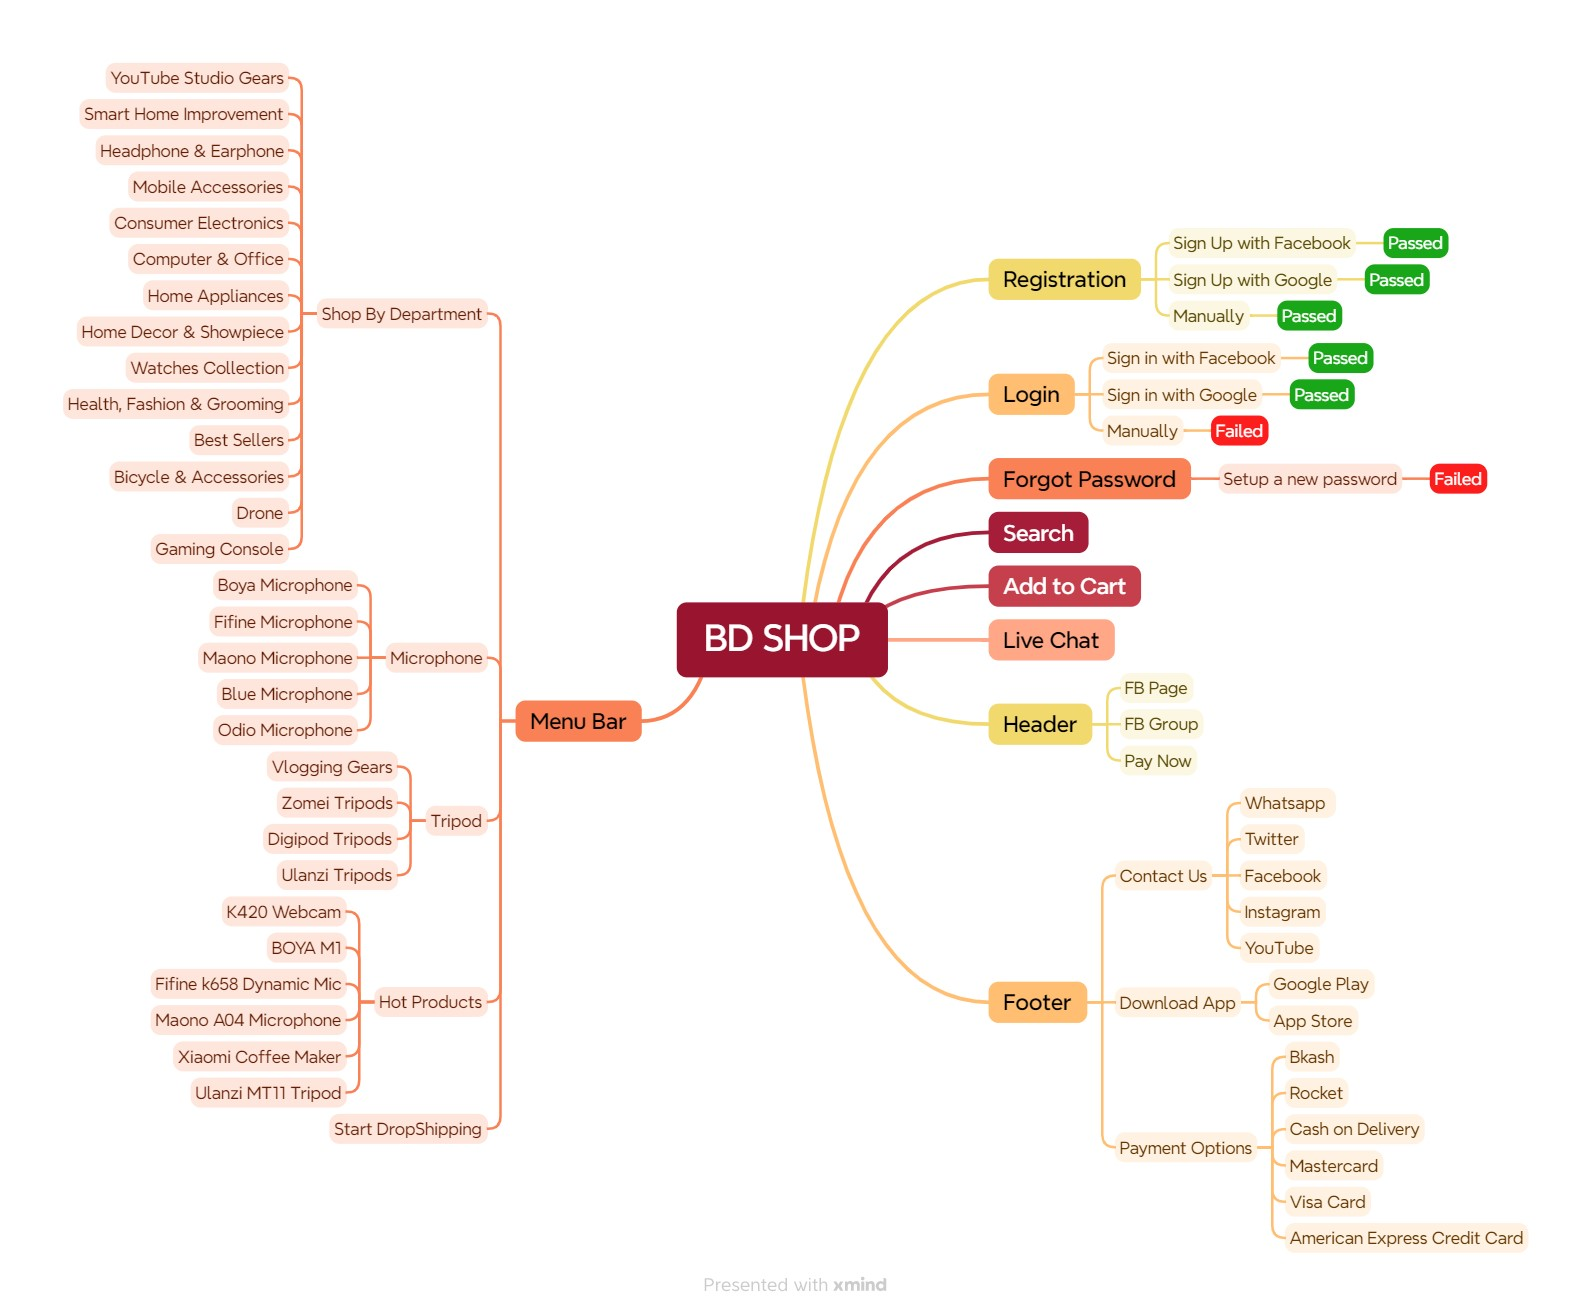 BD SHOP
Registration
Sign Up with Facebook
Passed
Sign Up with Google
Passed
Manually
Passed
Login
Sign in with Facebook
Passed
Sign in with Google
Passed
Manually
Failed
Forgot Password
Setup a new password
Failed
Search
Add to Cart
Live Chat
Header
FB Page
FB Group
Pay Now
Footer
Contact Us
Whatsapp
Twitter
Facebook
Instagram
YouTube
Download App
Google Play
App Store
Payment Options
Bkash
Rocket
Cash on Delivery
Mastercard
Visa Card
American Express Credit Card
Menu Bar
Shop By Department
YouTube Studio Gears
Smart Home Improvement
Headphone & Earphone
Mobile Accessories
Consumer Electronics
Computer & Office
Home Appliances
Home Decor & Showpiece
Watches Collection
Health, Fashion & Grooming
Best Sellers
Bicycle & Accessories
Drone
Gaming Console
Microphone
Boya Microphone
Fifine Microphone
Maono Microphone
Blue Microphone
Odio Microphone
Tripod
Vlogging Gears
Zomei Tripods
Digipod Tripods
Ulanzi Tripods
Hot Products
K420 Webcam
BOYA M1
Fifine k658 Dynamic Mic
Maono A04 Microphone
Xiaomi Coffee Maker
Ulanzi MT11 Tripod
Start DropShipping
Presented with xmind